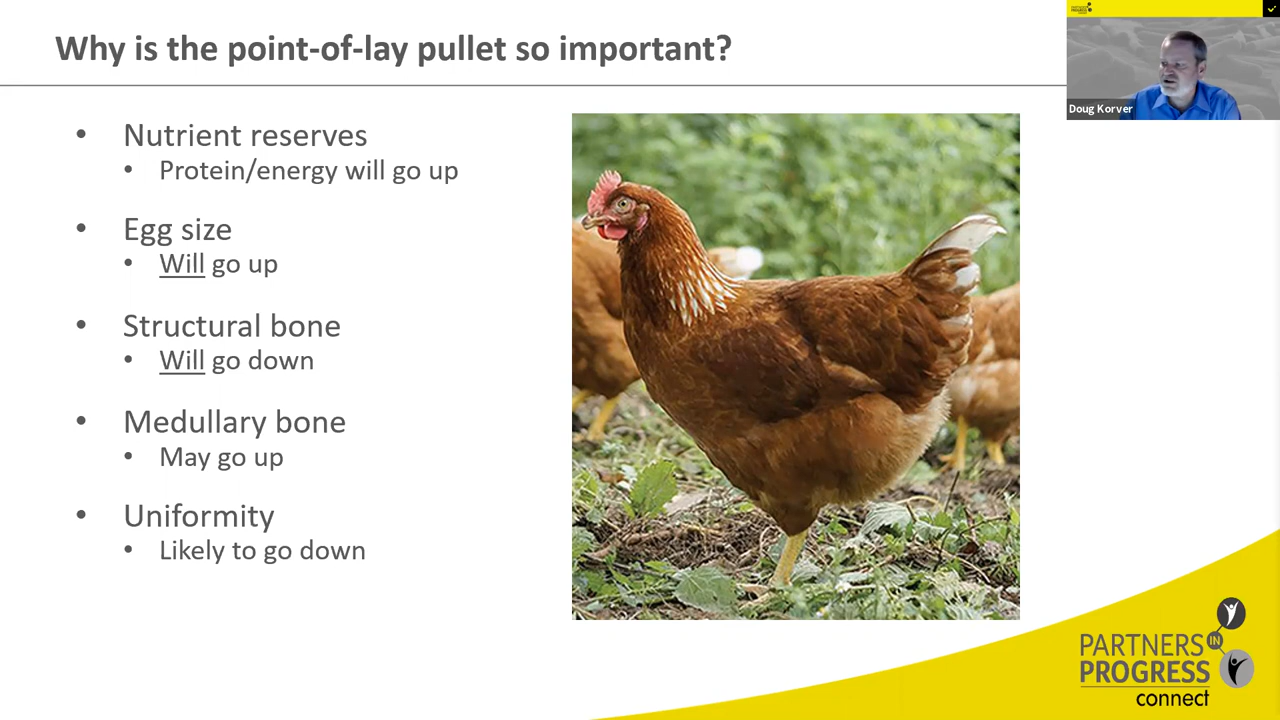 Why is the point-of-lay pullet so important?
• Nutrient reserves
• Protein/energy will go up
• Egg size
• Will go up
• Structural bone
• Will go down
• Medullary bone
• May go up
• Uniformity
• Likely to go down
Doug Korver
PARTNERS IN
PROGRESS
connect